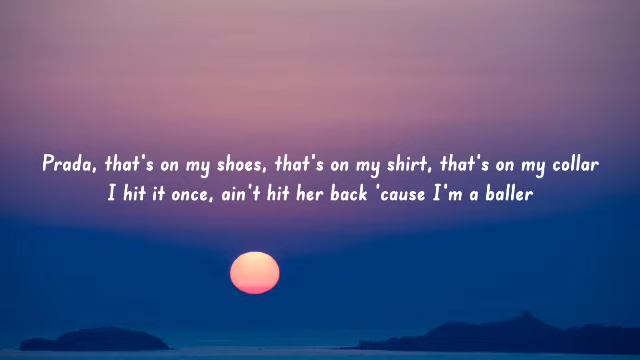 Prada, that's on my shoes, that's on my shirt, that's on my collar
I hit it once, ain't hit her back 'cause I'm a baller